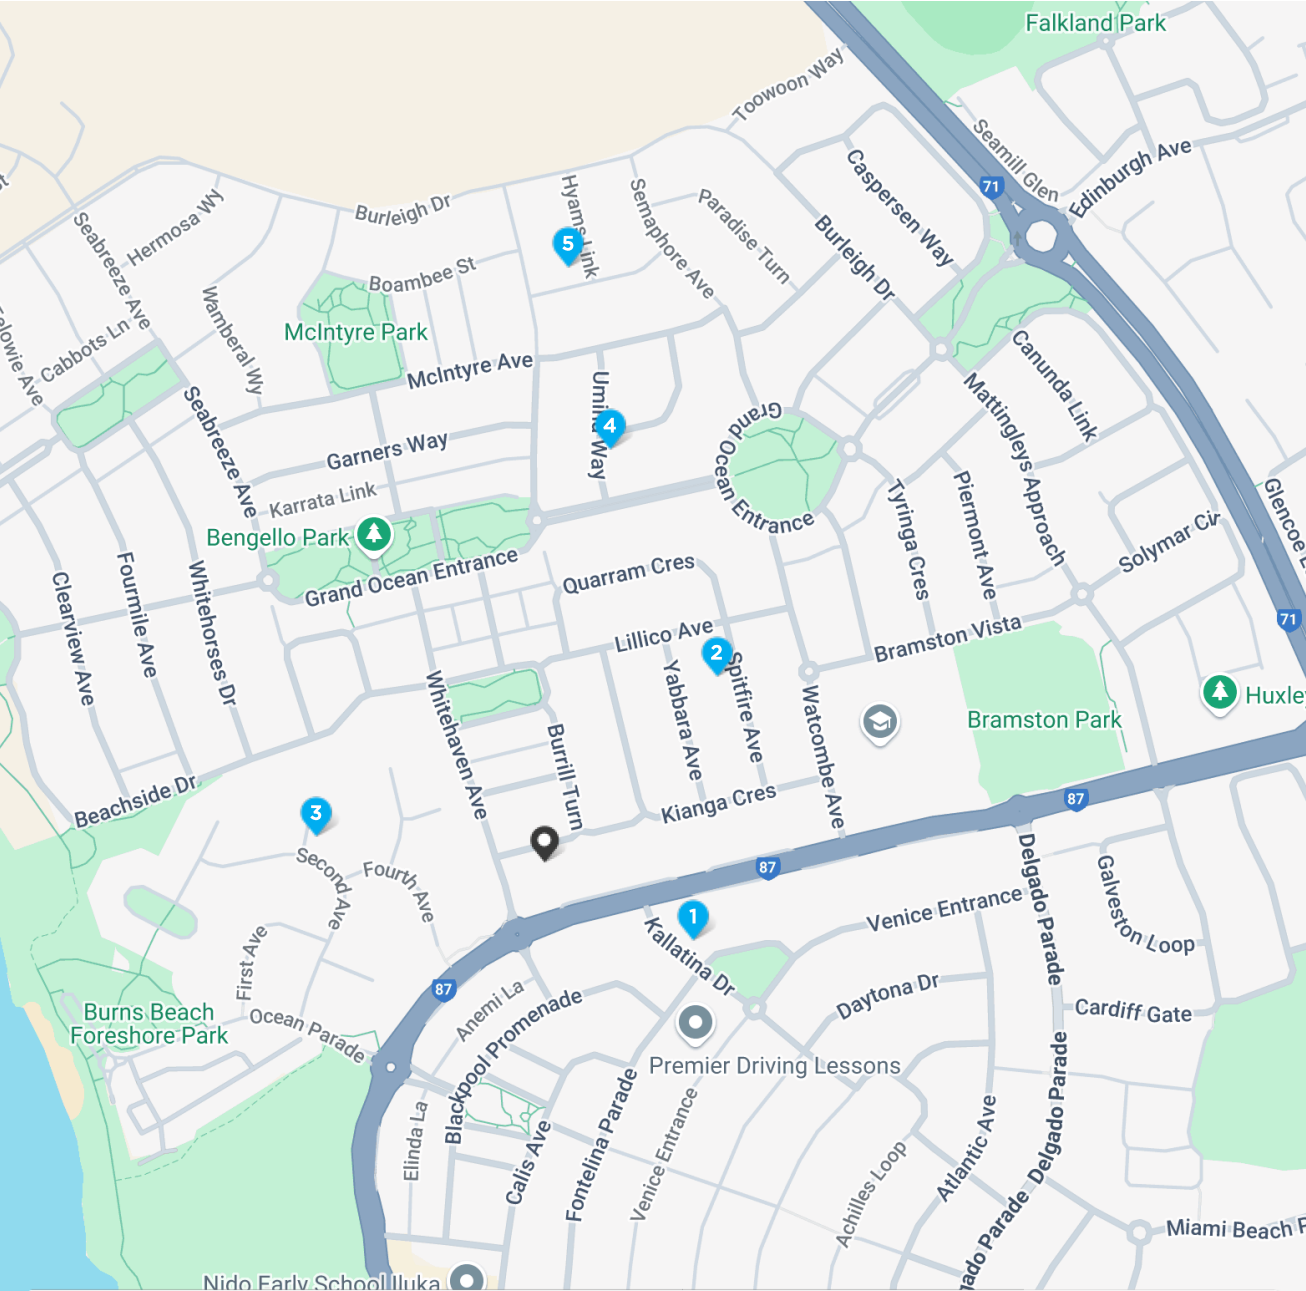 Falkland Park
Toowoon Way
Seamill Glen
Edinburgh Ave
71
Caspersen Way
Hyams Link
Semaphore Ave
Paradise Turn
Burleigh Dr
Burleigh Dr
Hermosa Wy
Seabreeze Ave
5
Boambee St
Wamberal Wy
McIntyre Park
Cabbots Ln
McIntyre Ave
Canunda Link
Mattingleys Approach
Seabreeze Ave
4
Way
Grand Ocean Entrance
Garners Way
Karrata Link
Tyringa Cres
Piermont Ave
Solymar Cir
Bengello Park
Grand Ocean Entrance
Quarram Cres
Clearview Ave
Fourmile Ave
Whitehorses Dr
71
Lillico Ave
Bramston Vista
2
Spitfire Ave
Yabbara Ave
Whitehaven Ave
Watcombe Ave
Bramston Park
Burrill Turn
Beachside Dr
Kianga Cres
87
3
87
Second Ave
Fourth Ave
Delgado Parade
Galveston Loop
1
Kallatina Dr
Venice Entrance
First Ave
87
Anemi La
Daytona Dr
Cardiff Gate
Burns Beach
Foreshore Park
Ocean Parade
Blackpool Promenade
Premier Driving Lessons
Elinda La
Calis Ave
Fontelina Parade
Venice Entrance
Achilles Loop
Atlantic Ave
Delgado Parade
Miami Beach
Nido Early School Iluka